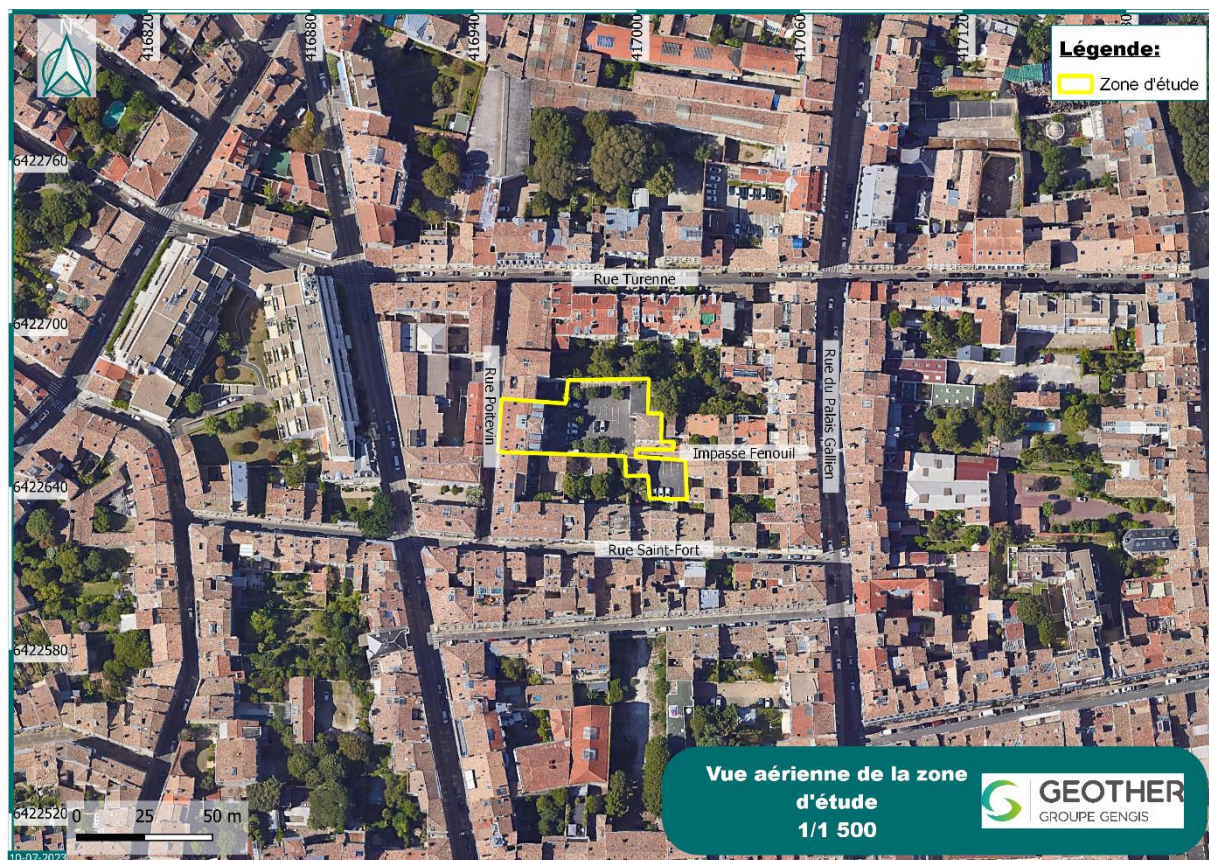 416820
416880
416940
417000
417060
417120
Légende:
Zone d'étude
6422760
Rue Turenne
6422700
Rue Poitevin
Rue du Palais Gallien
Impasse Fenouil
6422640
Rue Saint-Fort
6422580
6422520
0 25 50 m
Vue aérienne de la zone
d'étude
1/1 500
GEOTHER
GROUPE GENGIS
10-07-2023